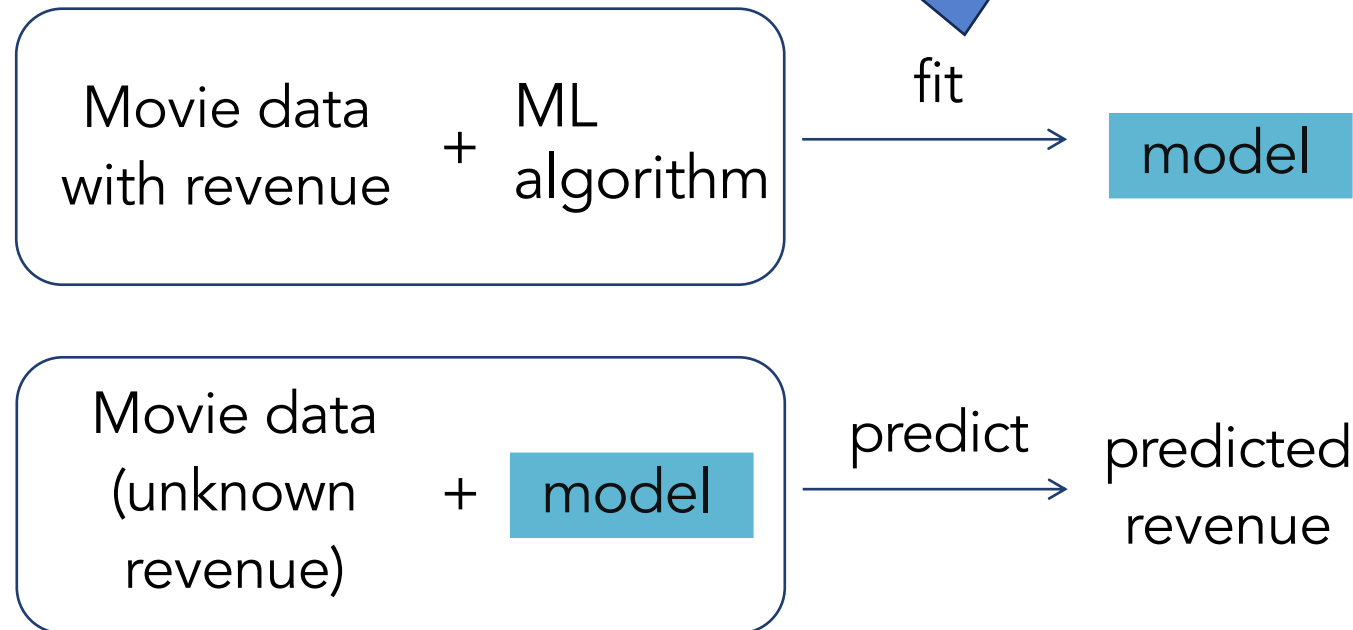 Movie data
with revenue
+
ML
algorithm
fit
model
Movie data
(unknown
revenue)
+
model
predict
predicted
revenue